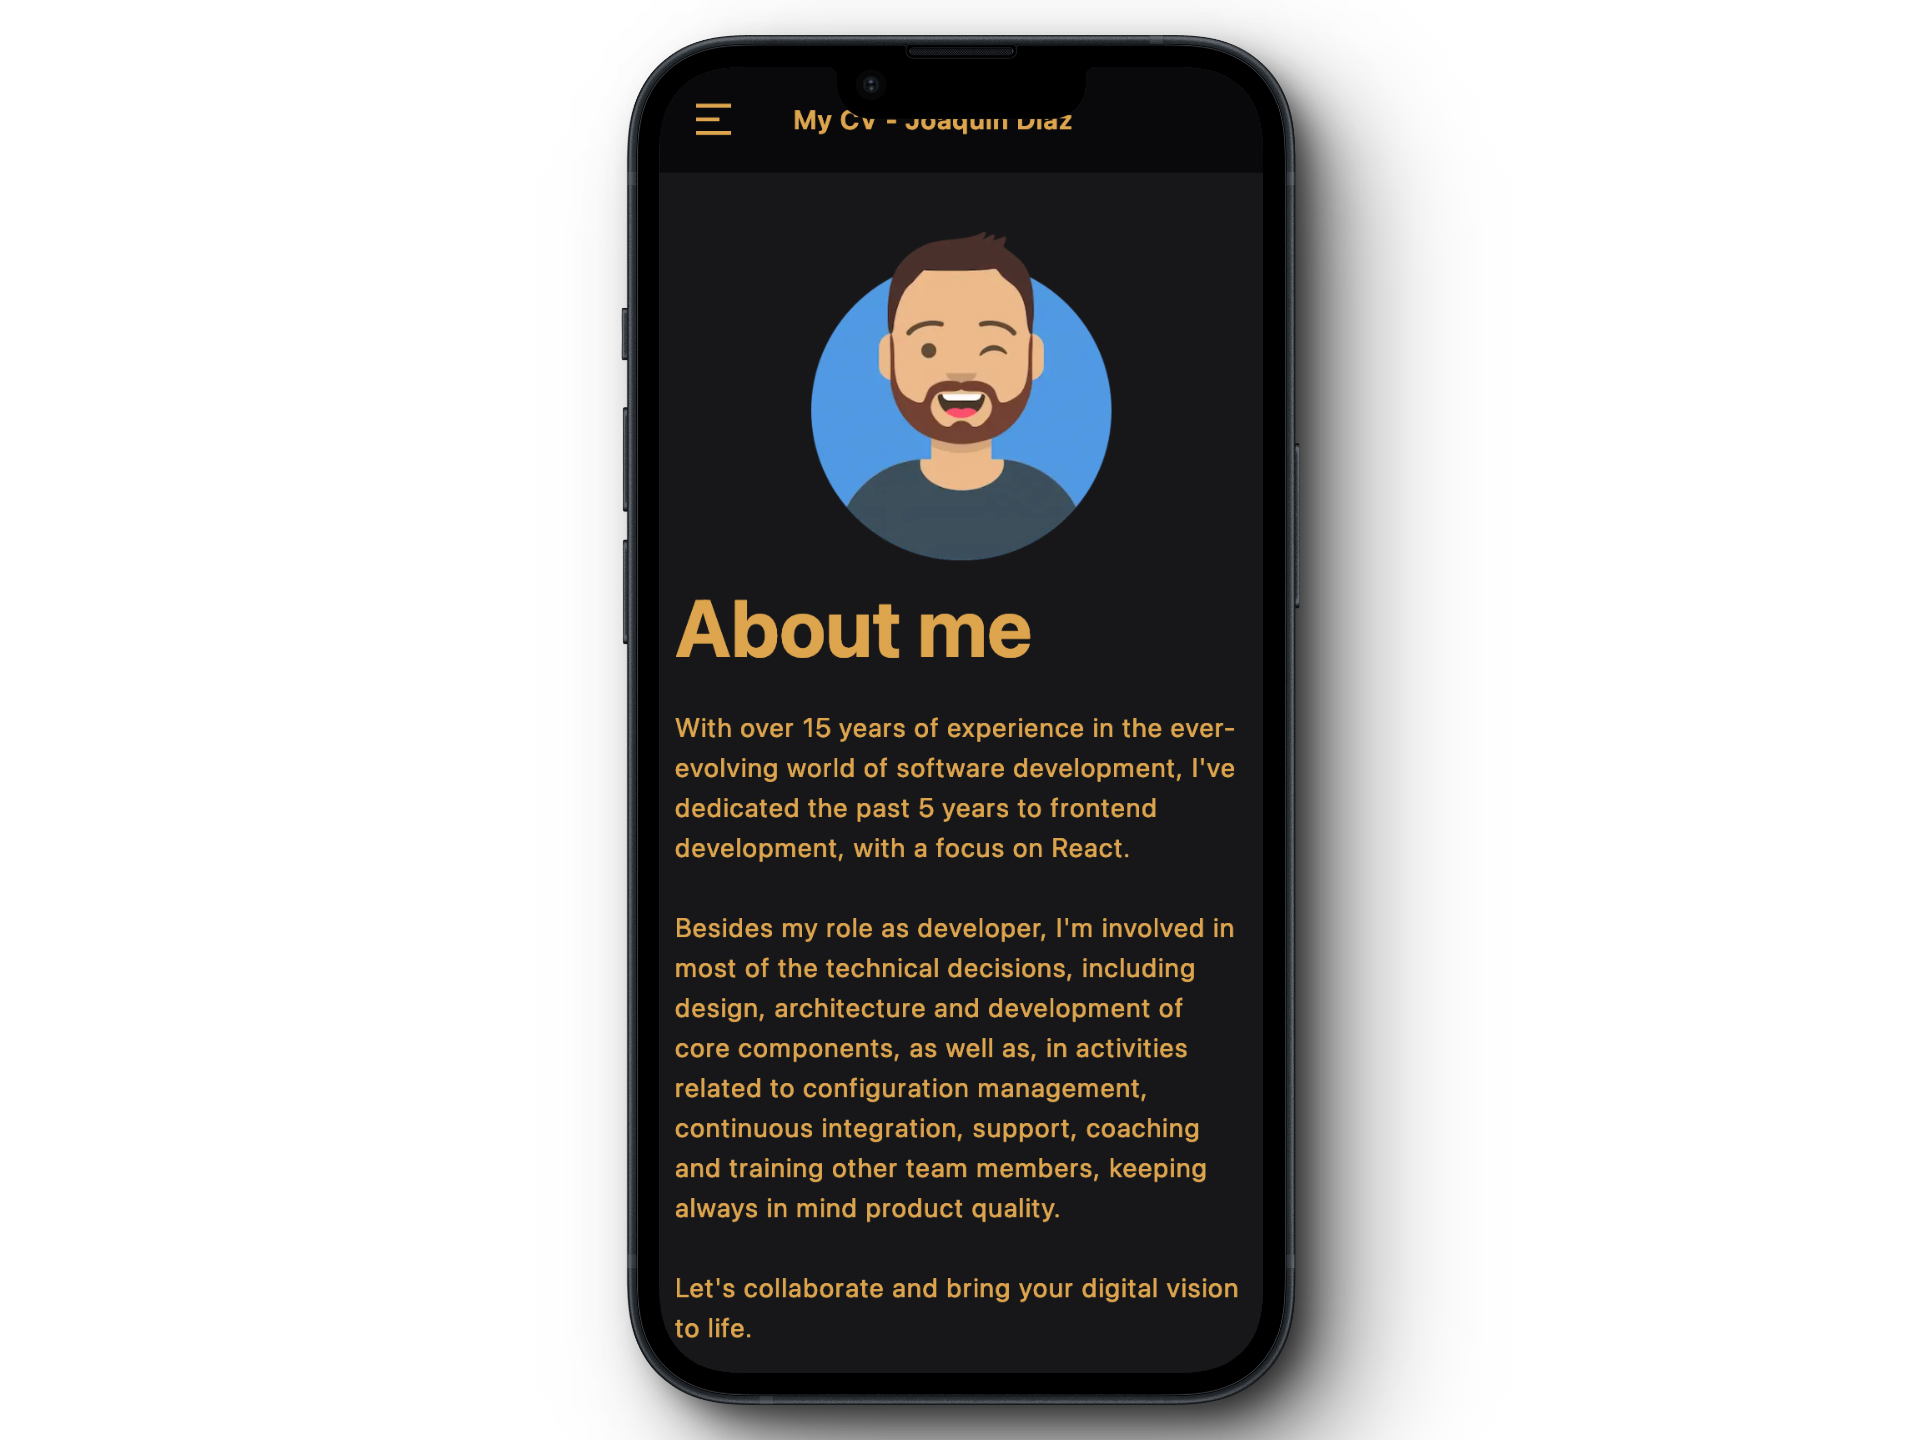 My CV - Joaquin Diaz
About me
With over 15 years of experience in the ever-
evolving world of software development, I've
dedicated the past 5 years to frontend
development, with a focus on React.
Besides my role as developer, I'm involved in
most of the technical decisions, including
design, architecture and development of
core components, as well as, in activities
related to configuration management,
continuous integration, support, coaching
and training other team members, keeping
always in mind product quality.
Let's collaborate and bring your digital vision
to life.